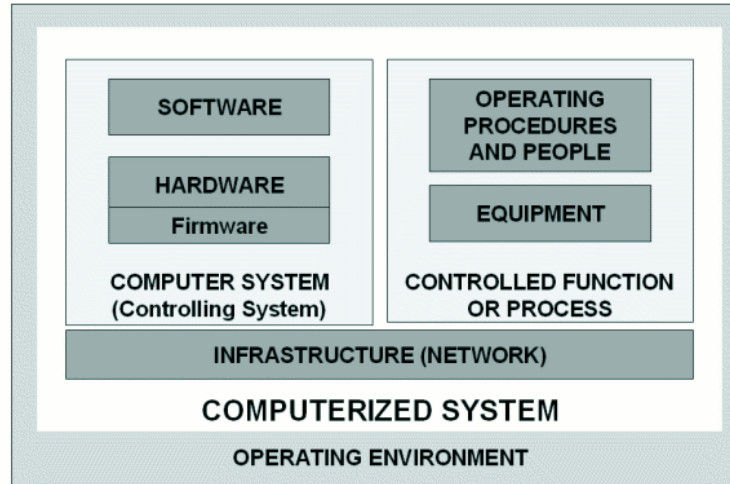 SOFTWARE
HARDWARE
Firmware
COMPUTER SYSTEM
(Controlling System)
OPERATING
PROCEDURES
AND PEOPLE
EQUIPMENT
CONTROLLED FUNCTION
OR PROCESS
INFRASTRUCTURE (NETWORK)
COMPUTERIZED SYSTEM
OPERATING ENVIRONMENT